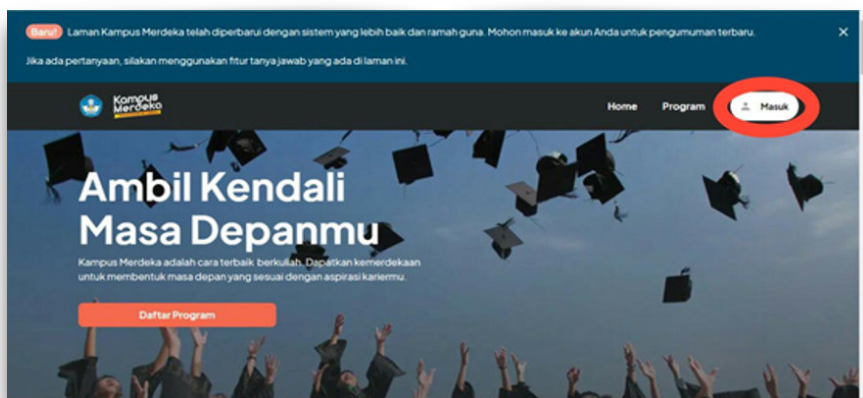 Baru! Laman Kampus Merdeka telah diperbarui dengan sistem yang lebih baik dan ramah guna. Mohon masuk ke akun Anda untuk pengumuman terbaru.
Jika ada pertanyaan, silakan menggunakan fitur tanya jawab yang ada di laman ini.
Kampus
Merdeka
Home Program Masuk
Ambil Kendali
Masa Depanmu
Kampus Merdeka adalah cara terbaik berkuliah. Dapatkan kemerdekaan
untuk membentuk masa depan yang sesuai dengan aspirasi kariermu.
Daftar Program